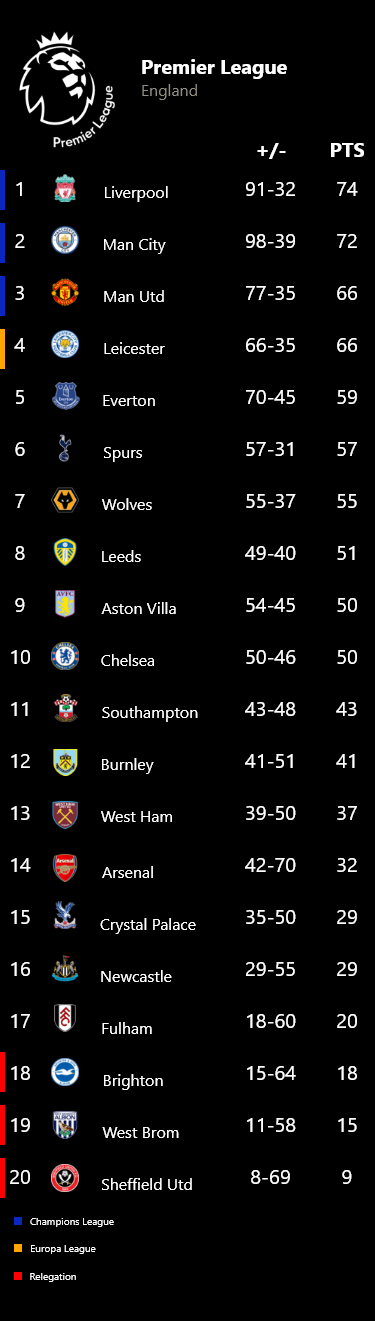 Premier League
England
Premier League
+/- PTS
1 Liverpool 91-32 74
2 Man City 98-39 72
3 Man Utd 77-35 66
4 Leicester 66-35 66
5 Everton 70-45 59
6 Spurs 57-31 57
7 Wolves 55-37 55
8 Leeds 49-40 51
9 Aston Villa 54-45 50
10 Chelsea 50-46 50
11 Southampton 43-48 43
12 Burnley 41-51 41
13 West Ham 39-50 37
14 Arsenal 42-70 32
15 Crystal Palace 35-50 29
16 Newcastle 29-55 29
17 Fulham 18-60 20
18 Brighton 15-64 18
19 West Brom 11-58 15
20 Sheffield Utd 8-69 9
Champions League
Europa League
Relegation